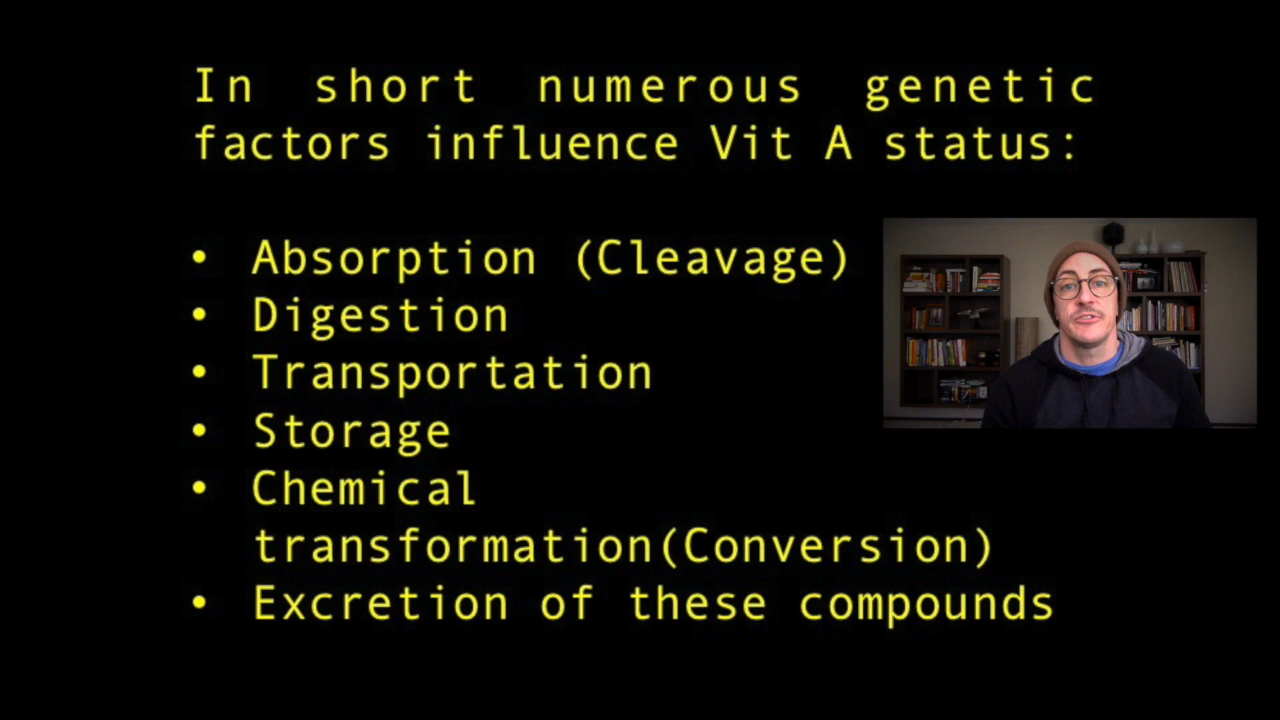 In short numerous genetic
factors influence Vit A status:
• Absorption (Cleavage)
• Digestion
• Transportation
• Storage
• Chemical
transformation(Conversion)
• Excretion of these compounds